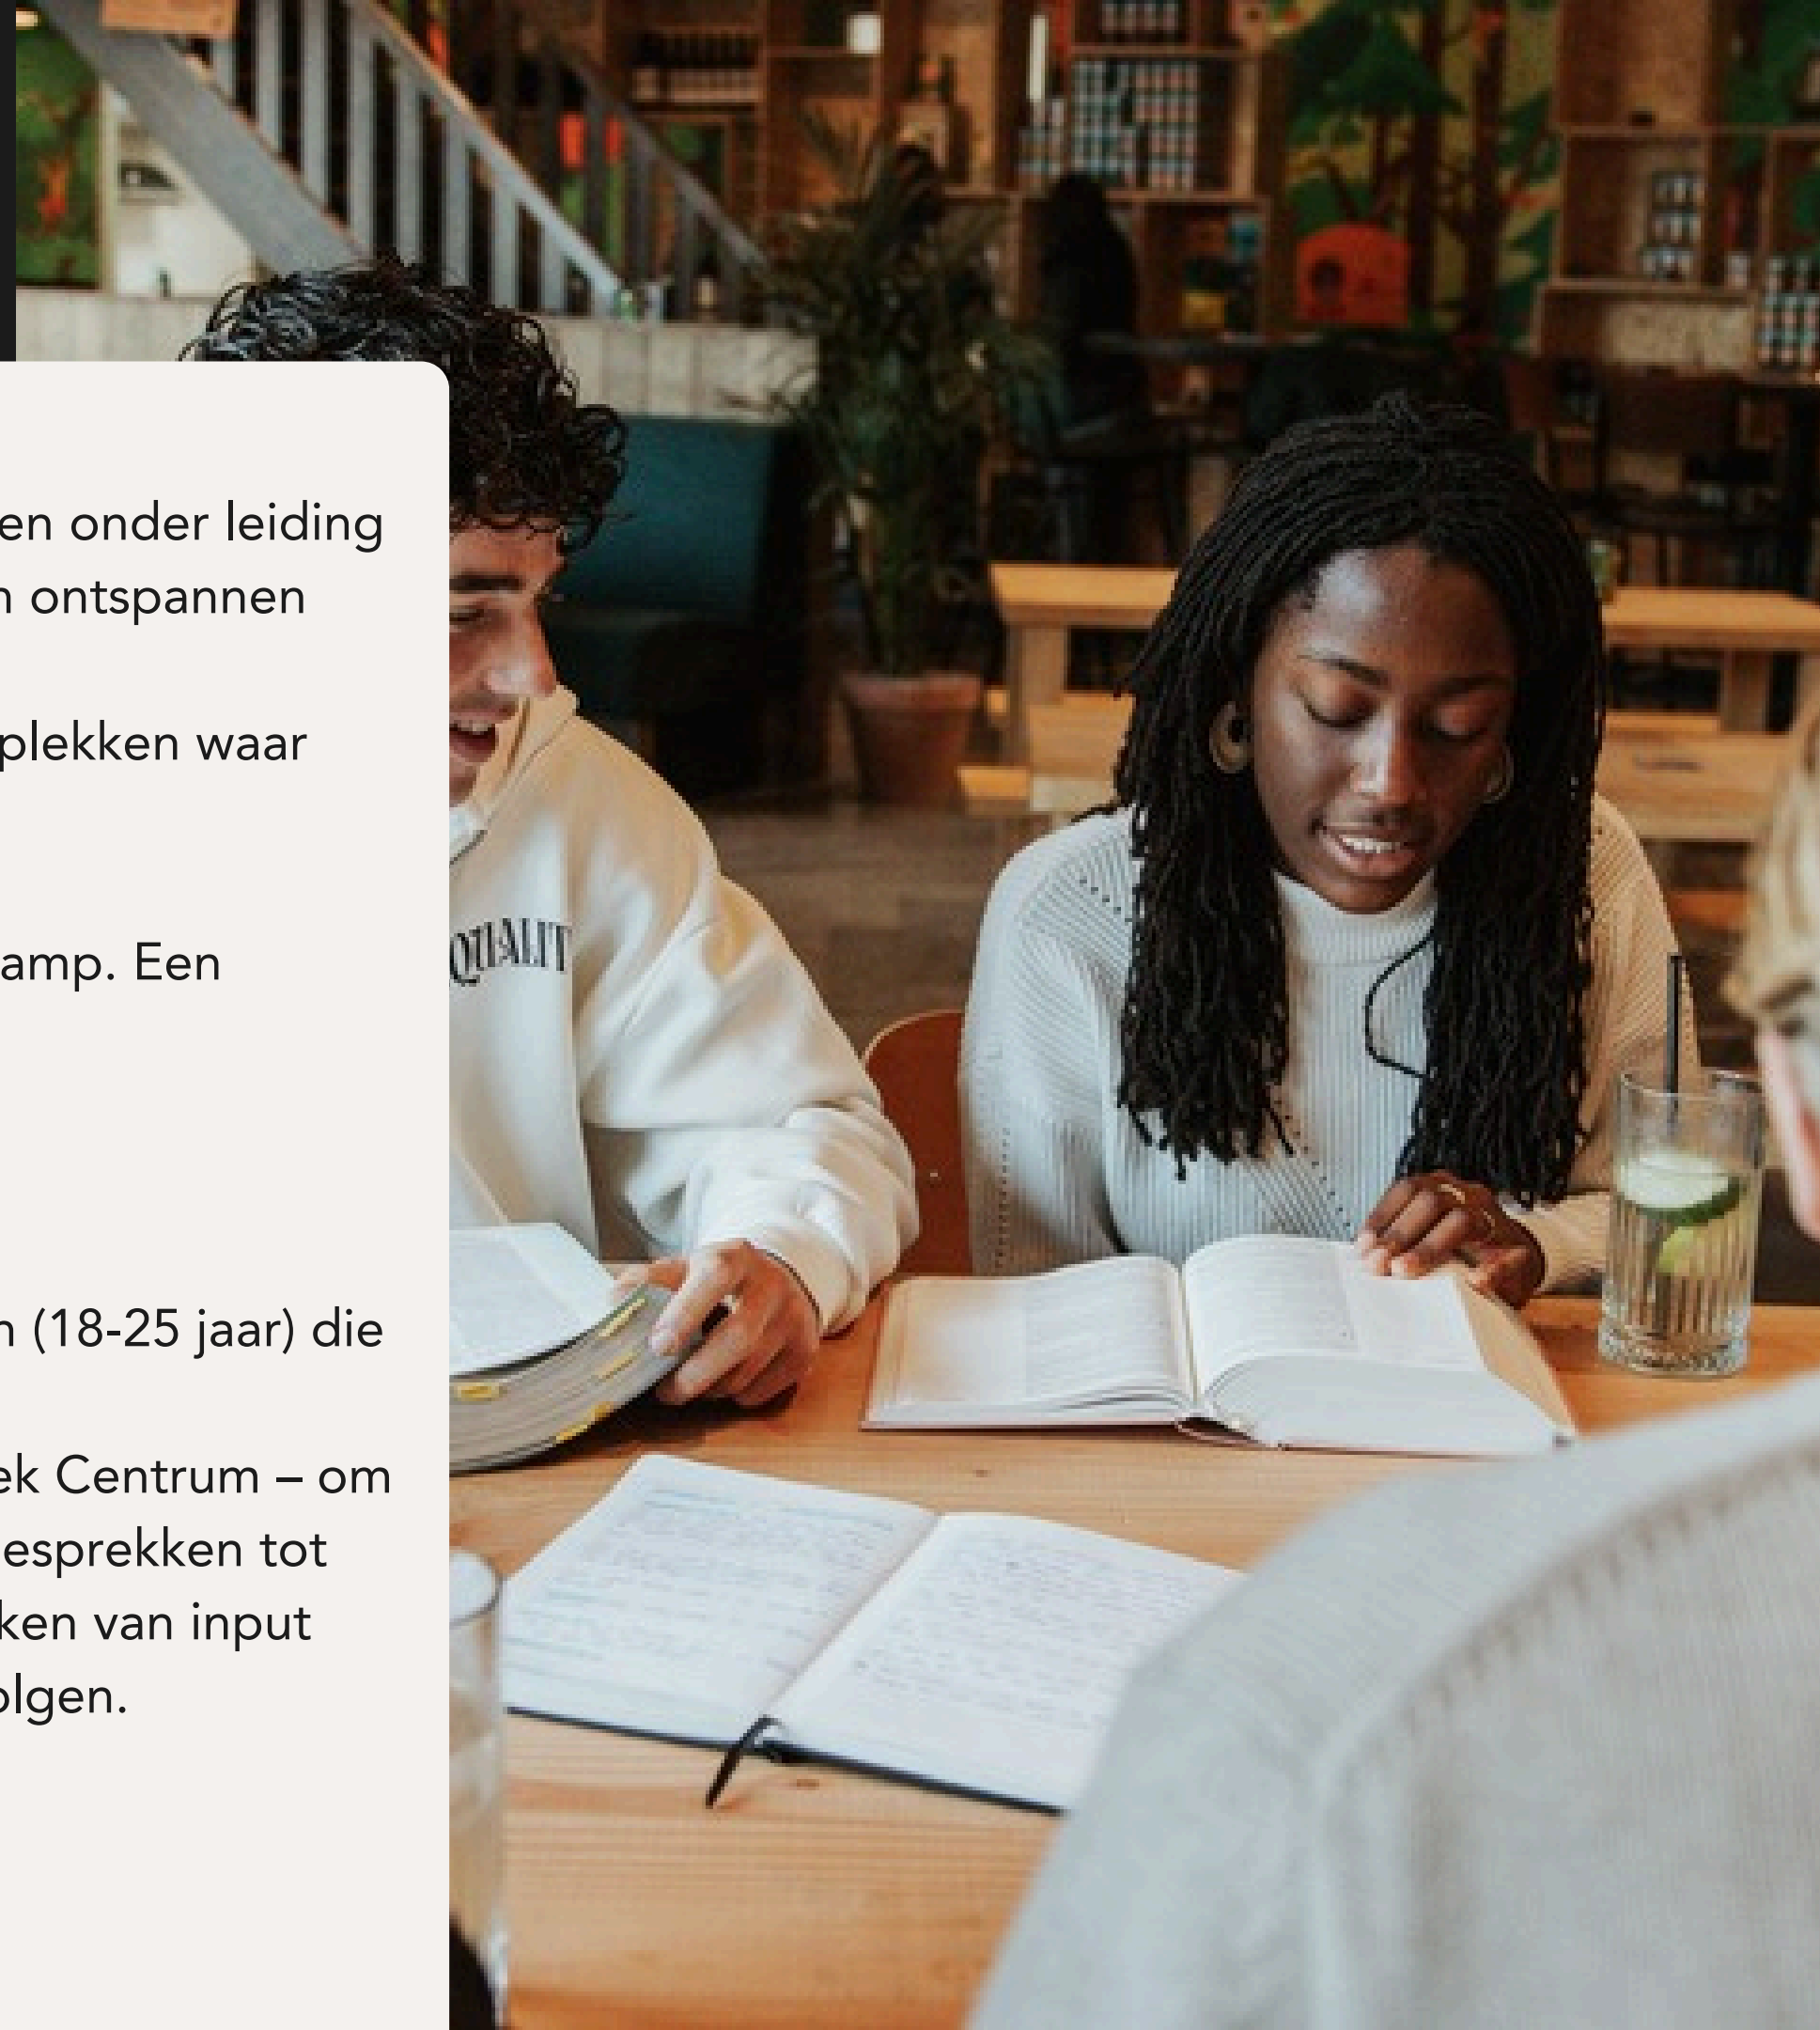 en onder leiding
ontspannen
plekken waar
QUALIT
amp. Een
(18-25 jaar) die
ek Centrum – om
esprekken tot
ken van input
olgen.